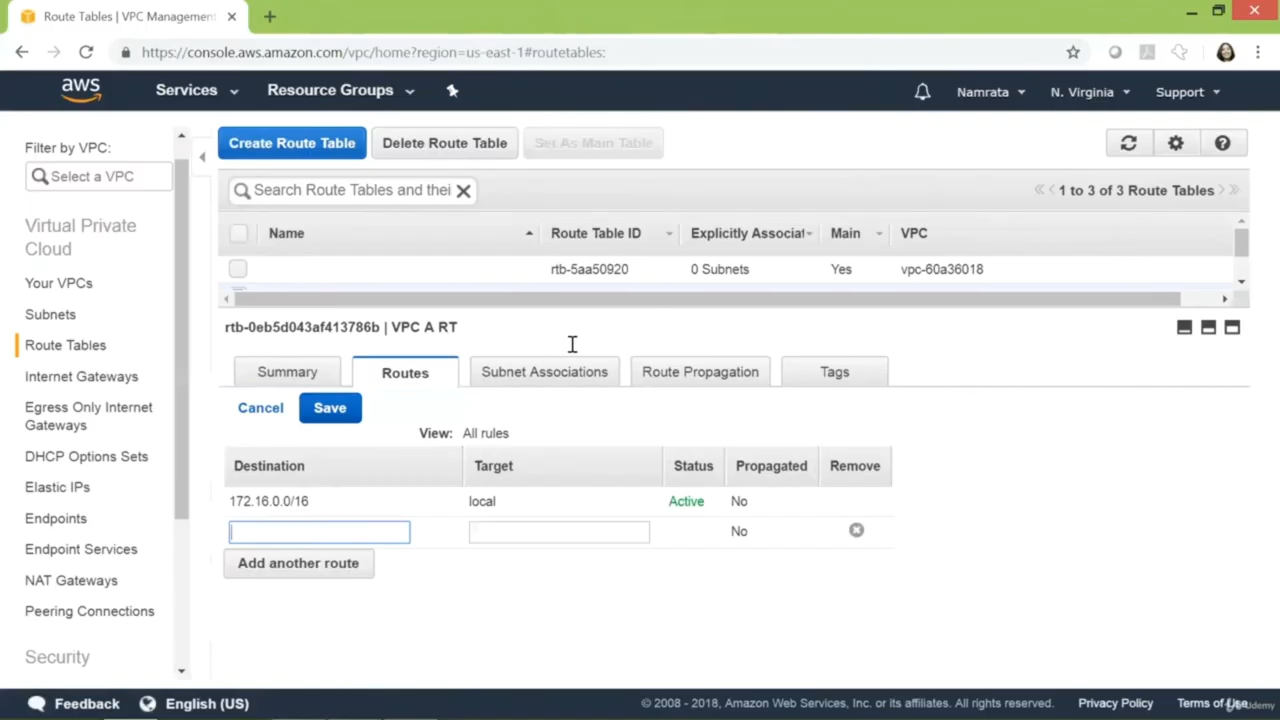 Route Tables | VPC Management
https://console.aws.amazon.com/vpc/home?region=us-east-1#routetables:
aws
Services
Resource Groups
Namrata
N. Virginia
Support
Filter by VPC:
Select a VPC
Virtual Private
Cloud
Your VPCs
Subnets
Route Tables
Internet Gateways
Egress Only Internet
Gateways
DHCP Options Sets
Elastic IPs
Endpoints
Endpoint Services
NAT Gateways
Peering Connections
Security
Create Route Table
Delete Route Table
Set As Main Table
Search Route Tables and thei
1 to 3 of 3 Route Tables
Name
Route Table ID
Explicitly Associat
Main
VPC
rtb-5aa50920
0 Subnets
Yes
vpc-60a36018
rtb-0eb5d043af413786b | VPC A RT
Summary
Routes
Subnet Associations
Route Propagation
Tags
Cancel
Save
View: All rules
Destination
Target
Status
Propagated
Remove
172.16.0.0/16
local
Active
No
No
Add another route
Feedback
English (US)
© 2008 - 2018, Amazon Web Services, Inc. or its affiliates. All rights reserved.
Privacy Policy
Terms of Use
Udemy